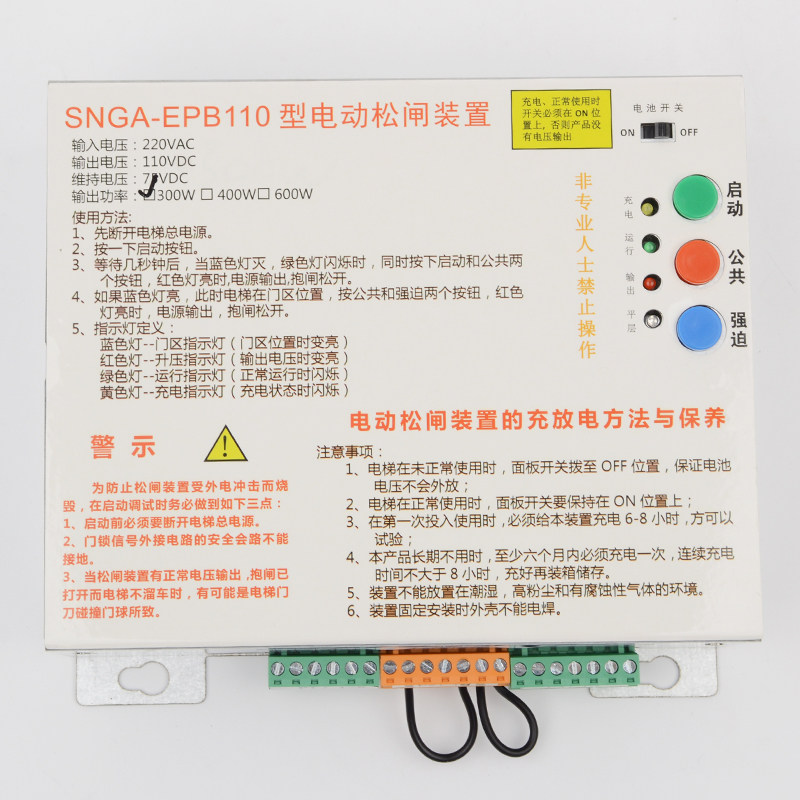 SNGA-EPB110 型电动松闸装置
充电、正常使用时
开关必须在 ON 位
置上, 否则产品没
有电压输出
电池开关
ON OFF
输入电压：220VAC
输出电压：110VDC
维持电压：VDC
输出功率：□300W □ 400W□ 600W
使用方法:
1、先断开电梯总电源。
2、按一下启动按钮。
3、等待几秒钟后，当蓝色灯灭，绿色灯闪烁时，同时按下启动和公共两
个按钮，红色灯亮时,电源输出,抱闸松开。
4、如果蓝色灯亮，此时电梯在门区位置，按公共和强迫两个按钮，红色
灯亮时，电源输出，抱闸松开。
5、指示灯定义：
蓝色灯--门区指示灯（门区位置时变亮）
红色灯--升压指示灯（输出电压时变亮）
绿色灯--运行指示灯（正常运行时闪烁）
黄色灯--充电指示灯（充电状态时闪烁）
非专业人士禁止操作
充电
运行
输出
平层
启动
公共
强迫
警 示
为防止松闸装置受外电冲击而烧
毁，在启动调试时务必做到如下三点：
1、启动前必须要断开电梯总电源。
2、门锁信号外接电路的安全会路不能
接地。
3、当松闸装置有正常电压输出，抱闸已
打开而电梯不溜车时，有可能是电梯门
刀碰撞门球所致。
电动松闸装置的充放电方法与保养
注意事项：
1、电梯在未正常使用时，面板开关拨至 OFF 位置，保证电池
电压不会外放；
2、电梯在正常使用时，面板开关要保持在 ON 位置上；
3、在第一次投入使用时，必须给本装置充电 6-8 小时，方可以
试验；
4、本产品长期不用时，至少六个月内必须充电一次，连续充电
时间不大于 8 小时，充好再装箱储存。
5、装置不能放置在潮湿，高粉尘和有腐蚀性气体的环境。
6、装置固定安装时外壳不能电焊。